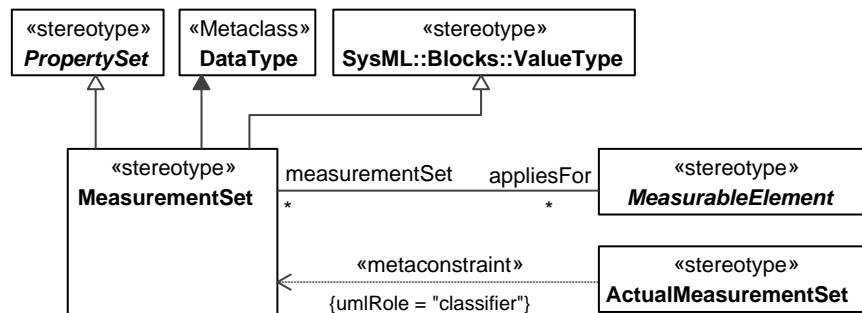 «stereotype»
PropertySet
«Metaclass»
DataType
«stereotype»
SysML::Blocks::ValueType
«stereotype»
MeasurementSet
measurementSet
appliesFor
*
*
«stereotype»
MeasurableElement
«metaconstraint»
{umlRole = "classifier"}
«stereotype»
ActualMeasurementSet